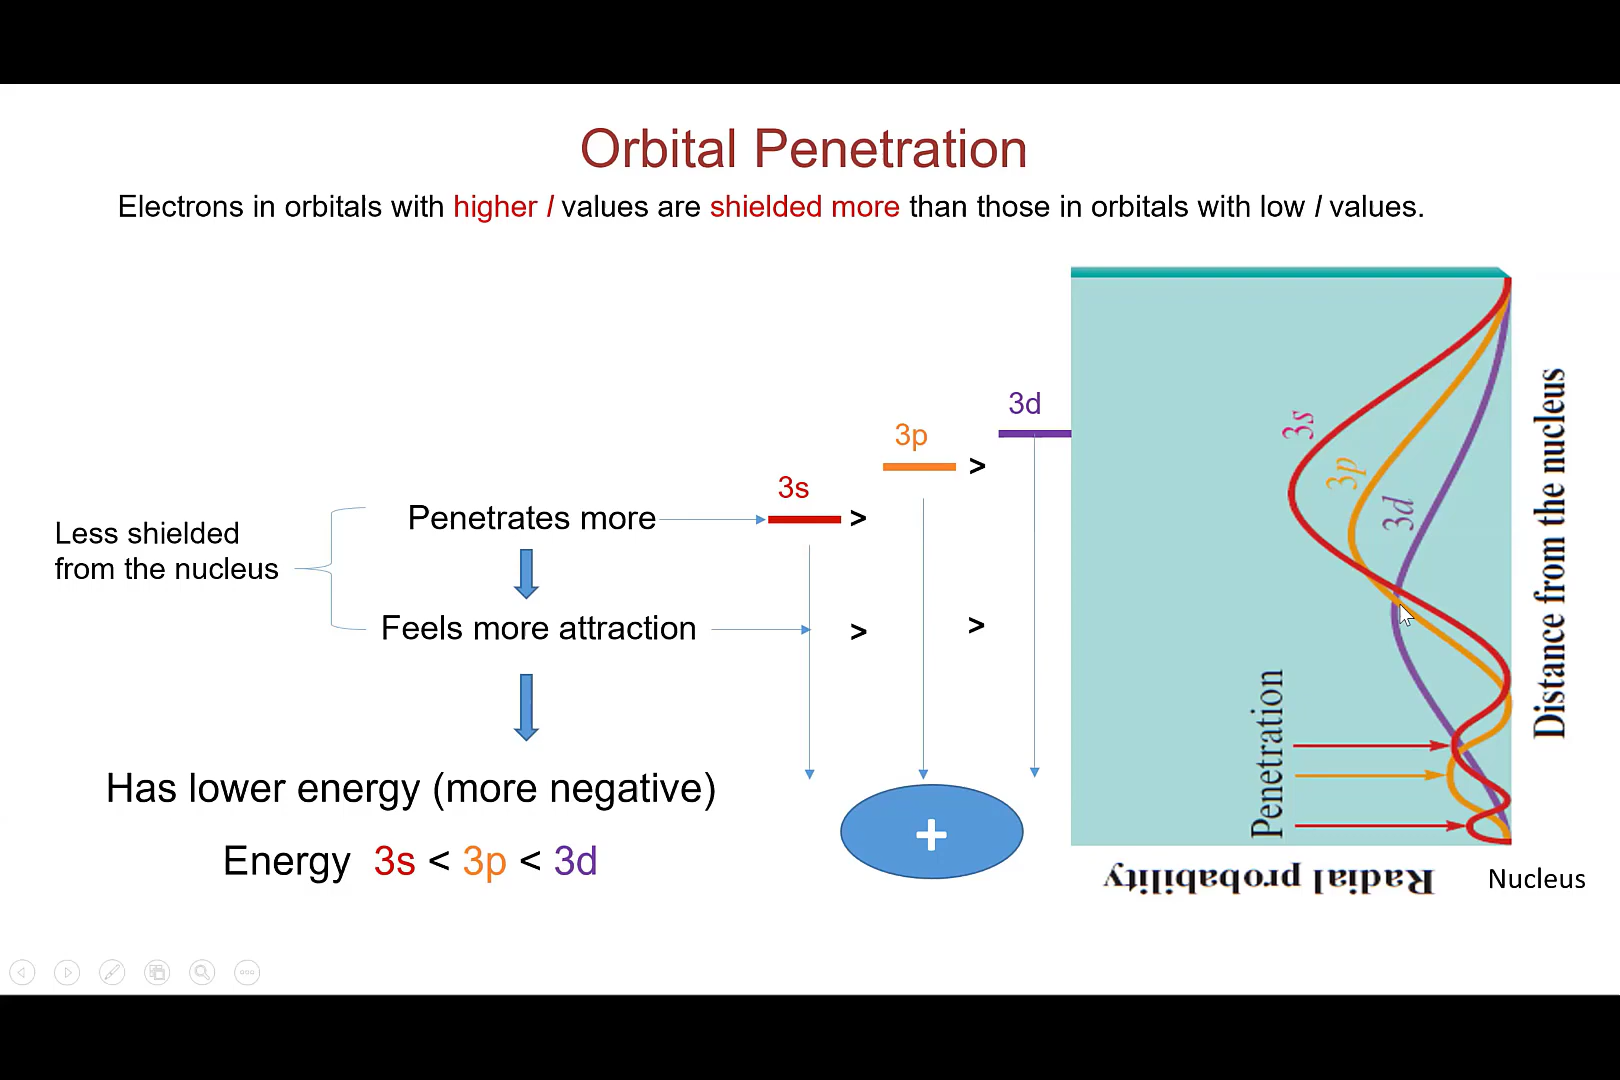 Orbital Penetration
Electrons in orbitals with higher l values are shielded more than those in orbitals with low l values.
3d
3p
>
3s
>
Penetrates more
Less shielded
from the nucleus
Feels more attraction
>
>
Has lower energy (more negative)
Energy 3s < 3p < 3d
+
3s
3p
3d
Penetration
Distance from the nucleus
Radial probability
Nucleus